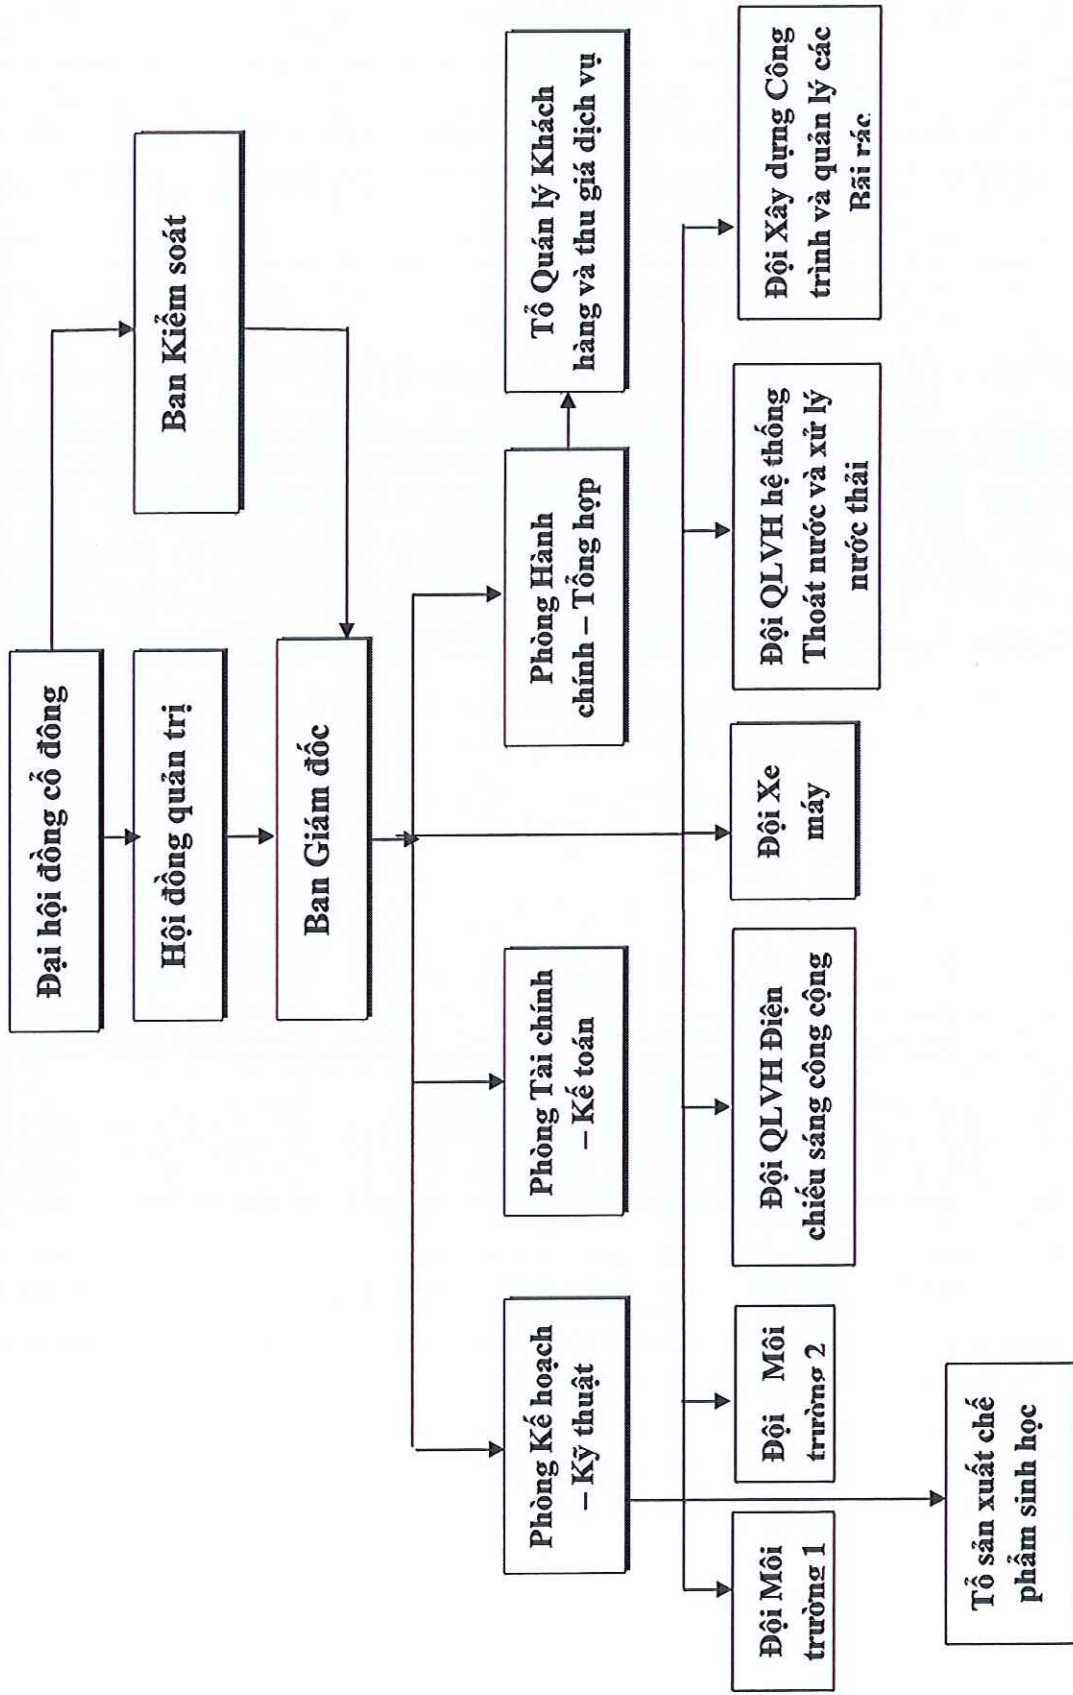 Đại hội đồng cổ đông
Ban Kiểm soát
Hội đồng quản trị
Ban Giám đốc
Phòng Kế hoạch
– Kỹ thuật
Phòng Tài chính
– Kế toán
Phòng Hành
chính – Tổng hợp
Tổ Quản lý Khách
hàng và thu giá dịch vụ
Đội Môi
trường 1
Đội Môi
trường 2
Đội QLVH Điện
chiếu sáng công cộng
Đội Xe
máy
Đội QLVH hệ thống
Thoát nước và xử lý
nước thải
Đội Xây dựng Công
trình và quản lý các
Bãi rác.
Tổ sản xuất chế
phẩm sinh học